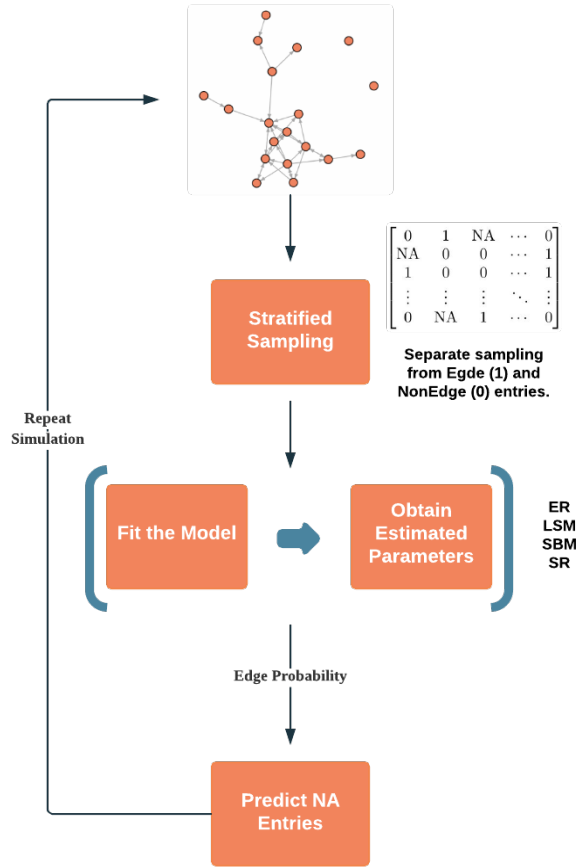 0 1 NA ⋯ 0
NA 0 0 ⋯ 1
1 0 0 ⋯ 1
⋮ ⋮ ⋮ ⋱ ⋮
0 NA 1 ⋯ 0
Stratified
Sampling
Separate sampling
from Egde (1) and
NonEdge (0) entries.
Repeat
Simulation
Fit the Model
Obtain
Estimated
Parameters
ER
LSM
SBM
SR
Edge Probability
Predict NA
Entries